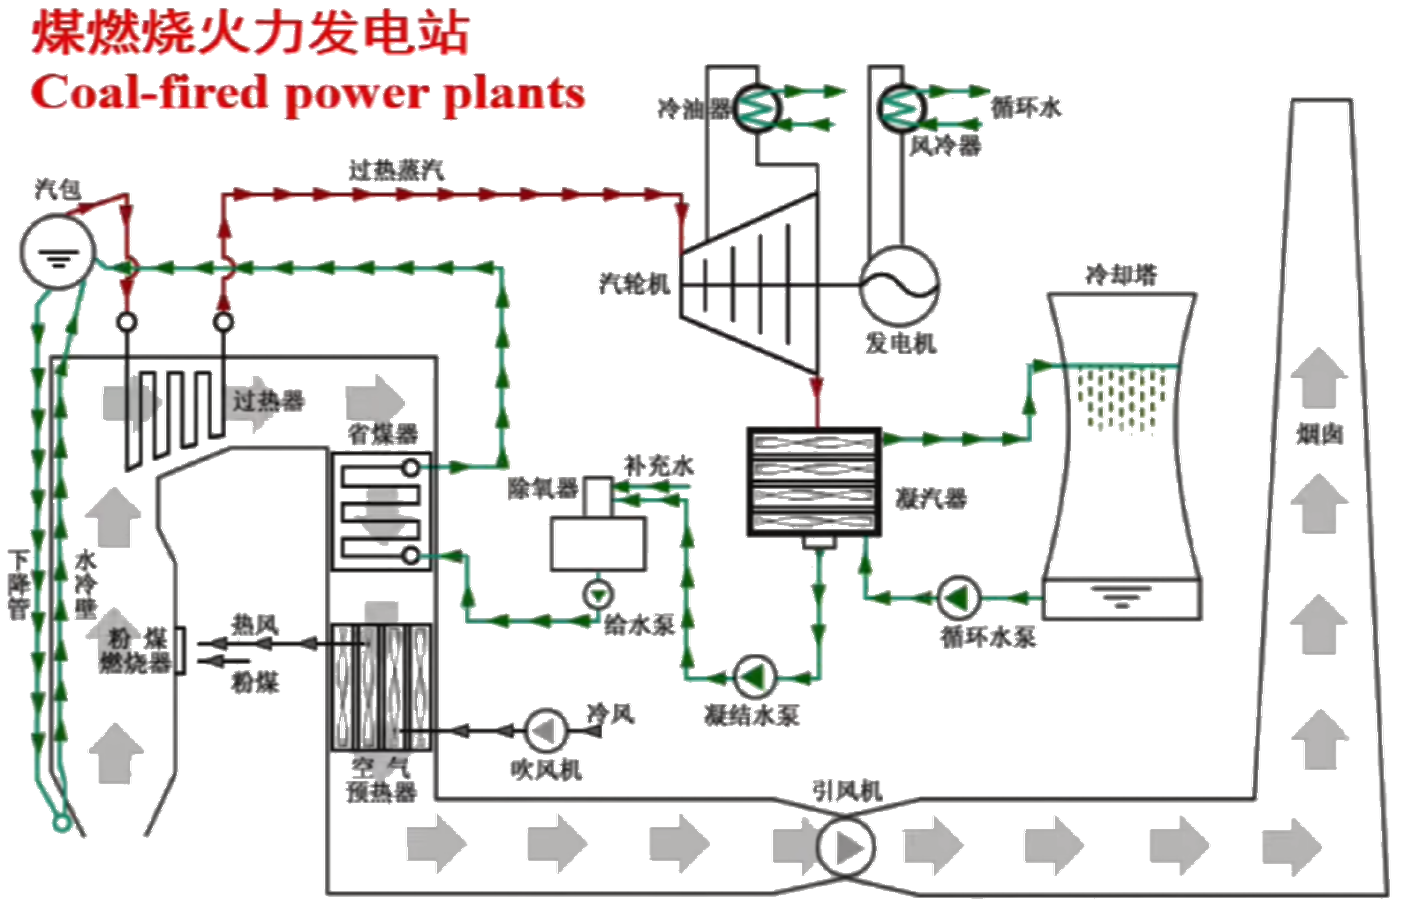 煤燃烧火力发电站
Coal-fired power plants
冷油器
循环水
风冷器
过热蒸汽
汽包
汽轮机
发电机
冷却塔
过热器
省煤器
烟卤
除氧器
补充水
凝汽器
下降管
水冷壁
粉煤
燃烧器
热风
粉煤
给水泵
循环水泵
凝结水泵
冷风
吹风机
空气
预热器
引风机